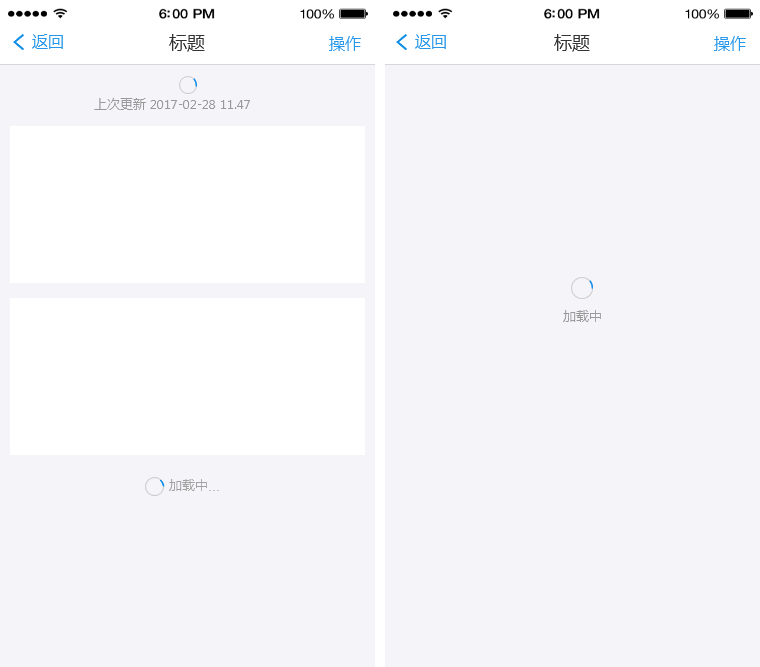 6:00 PM 100%
返回 标题 操作
上次更新 2017-02-28 11.47
加载中...
6:00 PM 100%
返回 标题 操作
加载中